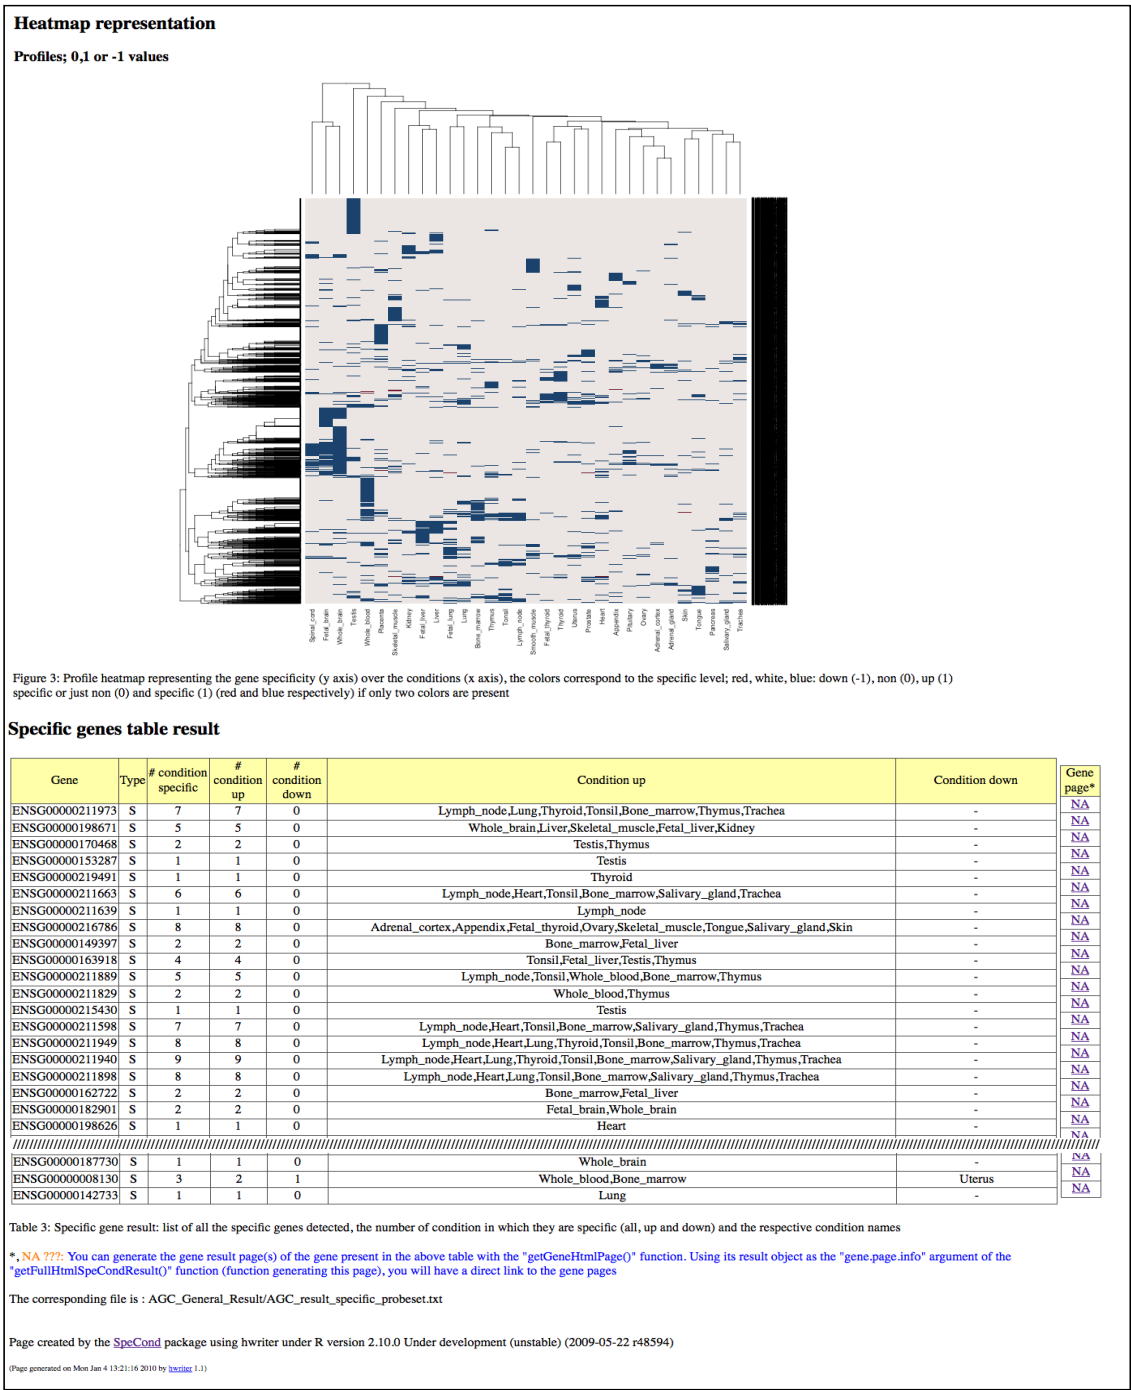 Heatmap representation
Profiles; 0,1 or -1 values
Spinal_cord
Fetal_brain
Whole_brain
Testis
Whole_blood
Placenta
Skeletal_muscle
Kidney
Fetal_liver
Liver
Fetal_lung
Lung
Bone_marrow
Thymus
Tonsil
Lymph_node
Smooth_muscle
Fetal_thyroid
Thyroid
Uterus
Prostate
Heart
Appendix
Pituitary
Ovary
Adrenal_cortex
Adrenal_gland
Skin
Tongue
Pancreas
Salivary_gland
Trachea
Figure 3: Profile heatmap representing the gene specificity (y axis) over the conditions (x axis), the colors correspond to the specific level; red, white, blue: down (-1), non (0), up (1)
specific or just non (0) and specific (1) (red and blue respectively) if only two colors are present
Specific genes table result
Gene Type # condition specific # condition up # condition down Condition up Condition down Gene page*
ENSG00000211973 S 7 7 0 Lymph_node,Lung,Thyroid,Tonsil,Bone_marrow,Thymus,Trachea - NA
ENSG00000198671 S 5 5 0 Whole_brain,Liver,Skeletal_muscle,Fetal_liver,Kidney - NA
ENSG00000170468 S 2 2 0 Testis,Thymus - NA
ENSG00000153287 S 1 1 0 Testis - NA
ENSG00000219491 S 1 1 0 Thyroid - NA
ENSG00000211663 S 6 6 0 Lymph_node,Heart,Tonsil,Bone_marrow,Salivary_gland,Trachea - NA
ENSG00000211639 S 1 1 0 Lymph_node - NA
ENSG00000216786 S 8 8 0 Adrenal_cortex,Appendix,Fetal_thyroid,Ovary,Skeletal_muscle,Tongue,Salivary_gland,Skin - NA
ENSG00000149397 S 2 2 0 Bone_marrow,Fetal_liver - NA
ENSG00000163918 S 4 4 0 Tonsil,Fetal_liver,Testis,Thymus - NA
ENSG00000211889 S 5 5 0 Lymph_node,Tonsil,Whole_blood,Bone_marrow,Thymus - NA
ENSG00000211829 S 2 2 0 Whole_blood,Thymus - NA
ENSG00000215430 S 1 1 0 Testis - NA
ENSG00000211598 S 7 7 0 Lymph_node,Heart,Tonsil,Bone_marrow,Salivary_gland,Thymus,Trachea - NA
ENSG00000211949 S 8 8 0 Lymph_node,Heart,Lung,Thyroid,Tonsil,Bone_marrow,Thymus,Trachea - NA
ENSG00000211940 S 9 9 0 Lymph_node,Heart,Lung,Thyroid,Tonsil,Bone_marrow,Salivary_gland,Thymus,Trachea - NA
ENSG00000211898 S 8 8 0 Lymph_node,Heart,Lung,Tonsil,Bone_marrow,Salivary_gland,Thymus,Trachea - NA
ENSG00000162722 S 2 2 0 Bone_marrow,Fetal_liver - NA
ENSG00000182901 S 2 2 0 Fetal_brain,Whole_brain - NA
ENSG00000198626 S 1 1 0 Heart - NA
NA
ENSG00000187730 S 1 1 0 Whole_brain - NA
ENSG00000008130 S 3 2 1 Whole_blood,Bone_marrow Uterus NA
ENSG00000142733 S 1 1 0 Lung - NA
Table 3: Specific gene result: list of all the specific genes detected, the number of condition in which they are specific (all, up and down) and the respective condition names
*, NA ???: You can generate the gene result page(s) of the gene present in the above table with the "getGeneHtmlPage()" function. Using its result object as the "gene.page.info" argument of the
"getFullHtmlSpeCondResult()" function (function generating this page), you will have a direct link to the gene pages
The corresponding file is : AGC_General_Result/AGC_result_specific_probeset.txt
Page created by the SpeCond package using hwriter under R version 2.10.0 Under development (unstable) (2009-05-22 r48594)
(Page generated on Mon Jan 4 13:21:16 2010 by hwriter 1.1)